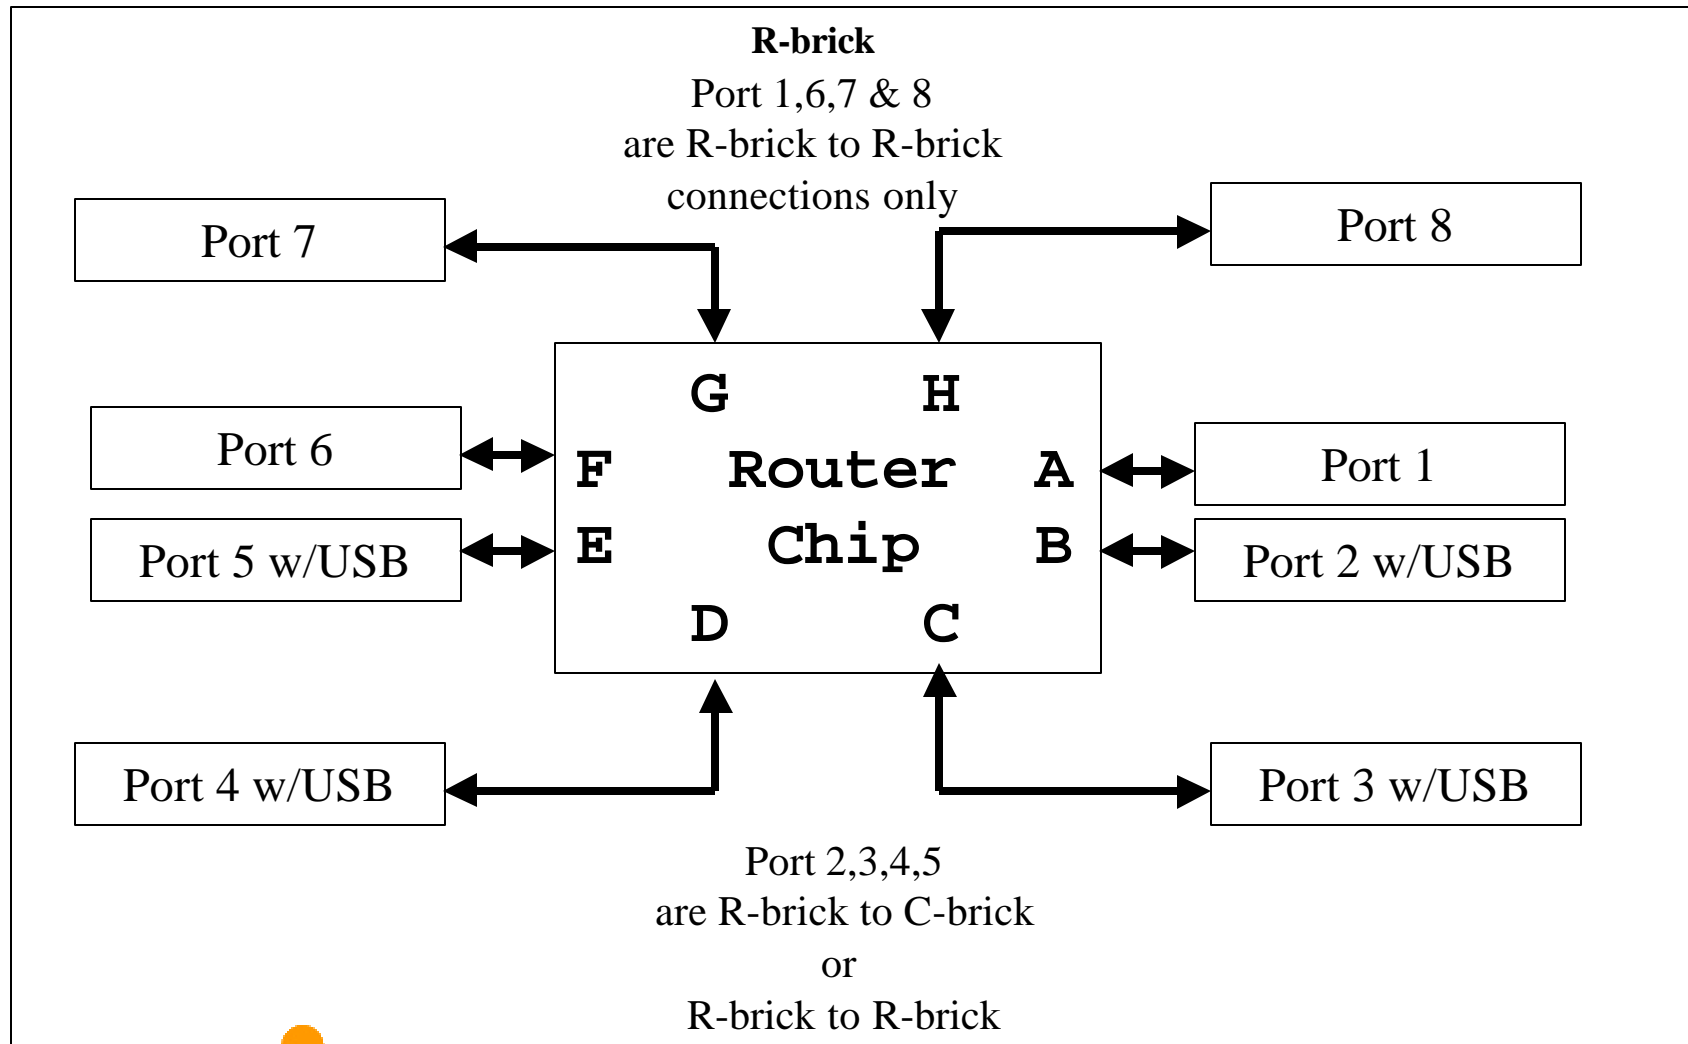 R-brick
Port 1,6,7 & 8
are R-brick to R-brick
connections only
Port 7
Port 8
G H
Port 6
F Router A
Port 1
Port 5 w/USB
E Chip B
Port 2 w/USB
D C
Port 4 w/USB
Port 3 w/USB
Port 2,3,4,5
are R-brick to C-brick
or
R-brick to R-brick